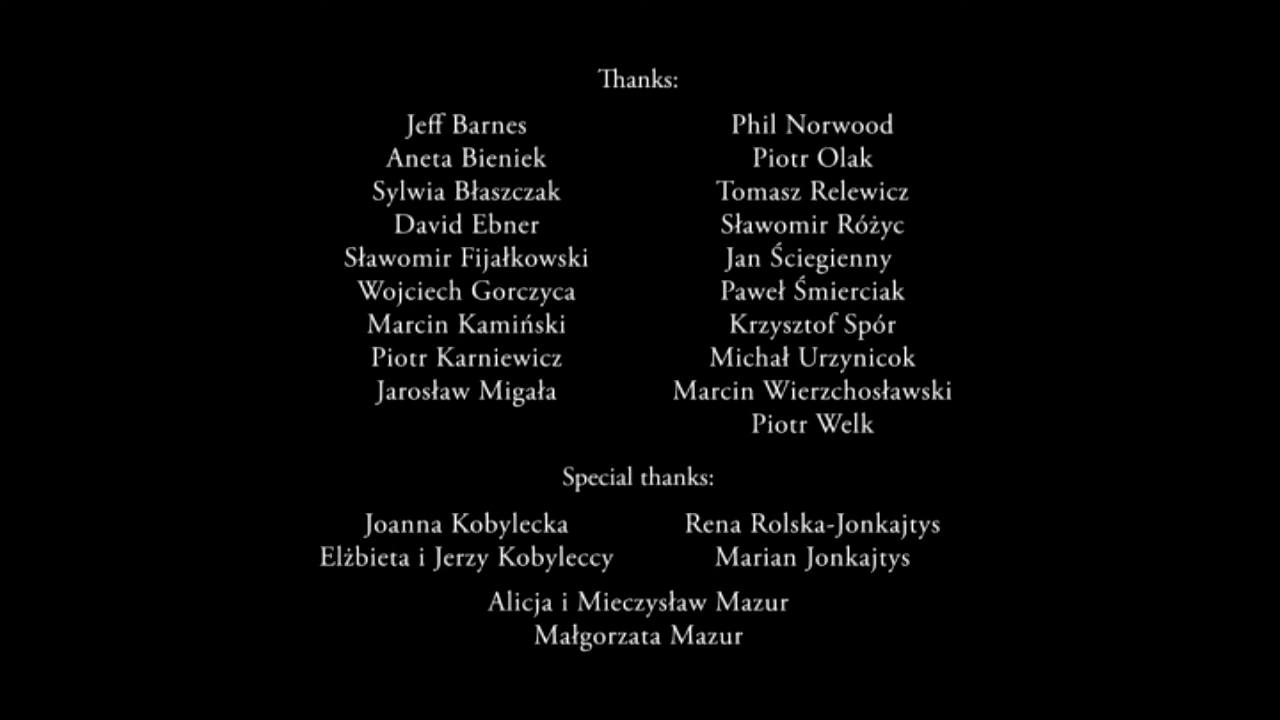 Thanks:
Jeff Barnes
Aneta Bieniek
Sylwia Błaszczak
David Ebner
Sławomir Fijałkowski
Wojciech Gorczyca
Marcin Kamiński
Piotr Karniewicz
Jarosław Migała
Phil Norwood
Piotr Olak
Tomasz Relewicz
Sławomir Różyc
Jan Ściegienny
Paweł Śmierciak
Krzysztof Spór
Michał Urzynicok
Marcin Wierzchosławski
Piotr Welk
Special thanks:
Joanna Kobylecka
Elżbieta i Jerzy Kobyleccy
Rena Rolska-Jonkajtys
Marian Jonkajtys
Alicja i Mieczysław Mazur
Małgorzata Mazur